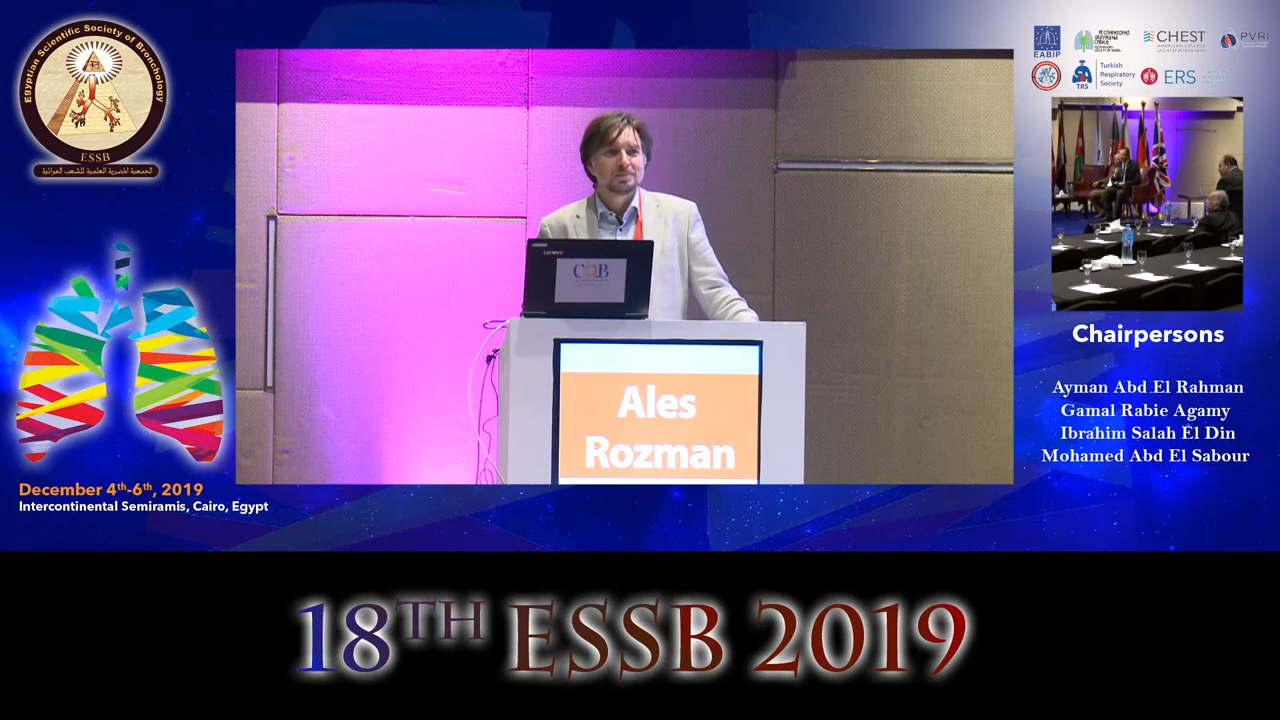 Egyptian Scientific Society of Bronchology
ESSB
الجمعية المصرية العلمية للشعب الهوائية
December 4th-6th, 2019
Intercontinental Semiramis, Cairo, Egypt
Lenovo
Ales
Rozman
EABIP
CHEST
PVRI
TRS
Turkish
Respiratory
Society
ERS
Chairpersons
Ayman Abd El Rahman
Gamal Rabie Agamy
Ibrahim Salah El Din
Mohamed Abd El Sabour
18TH ESSB 2019